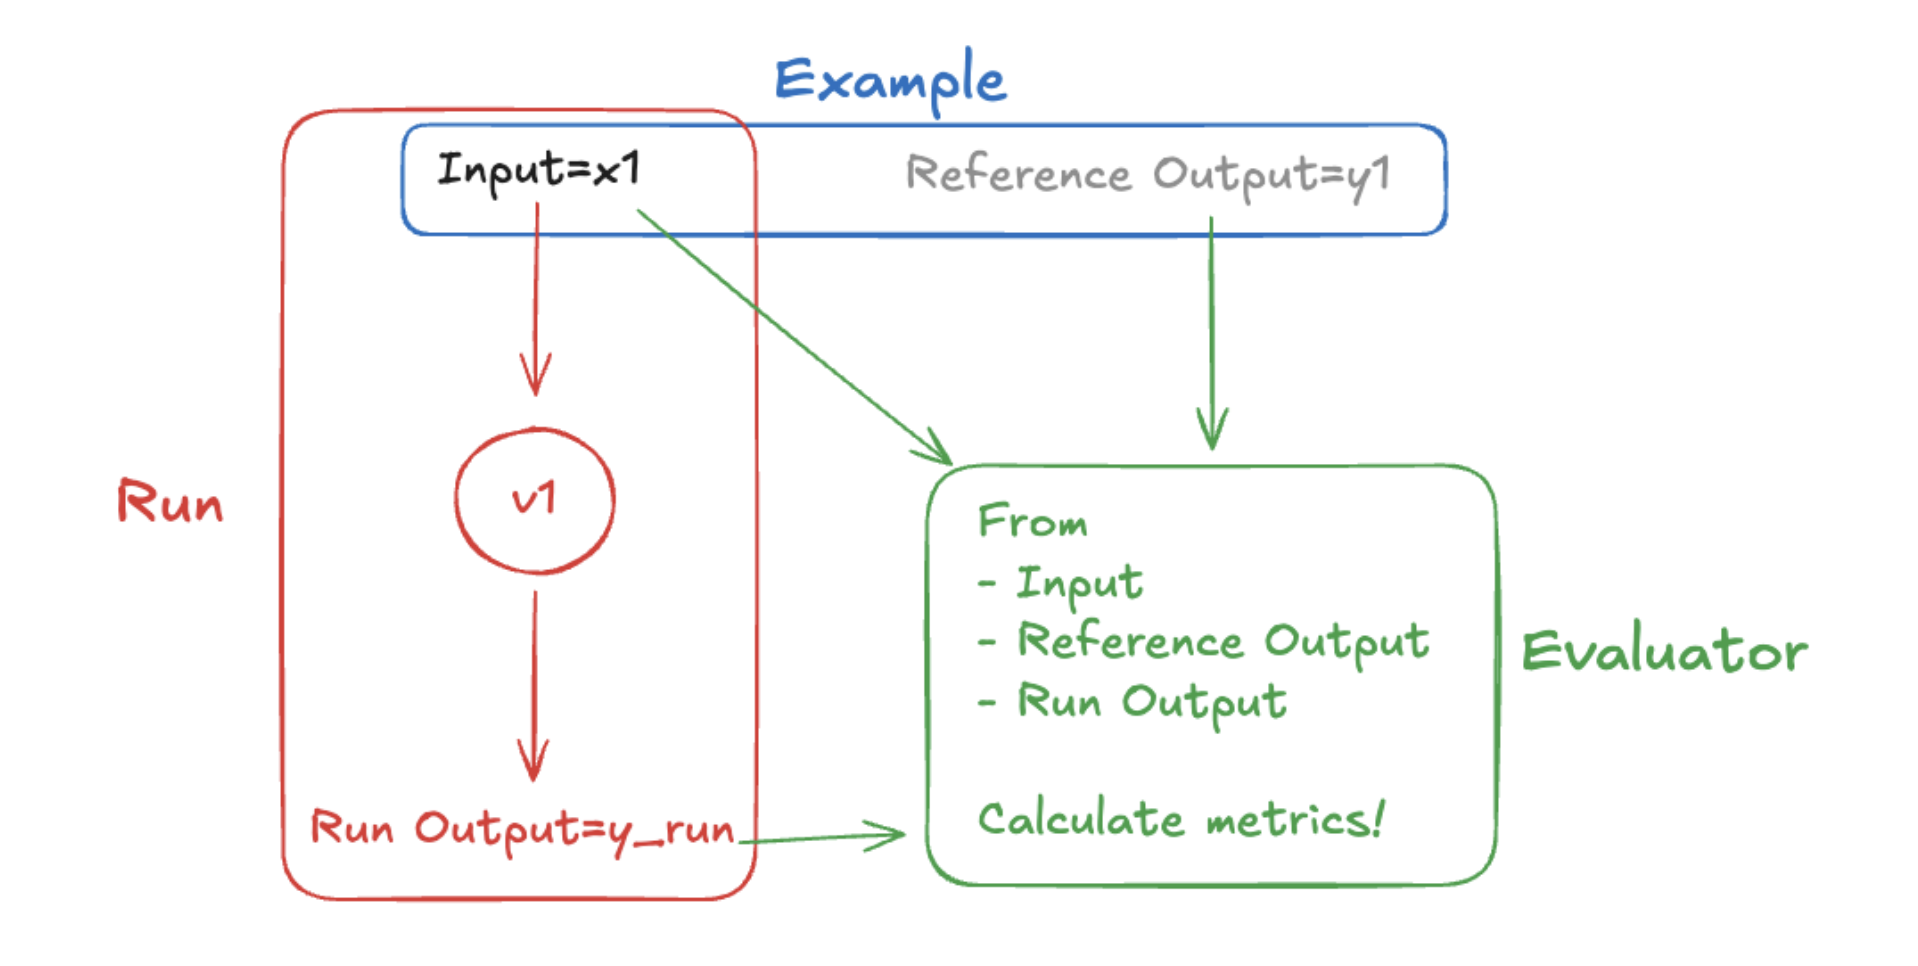 Example
Input=x1
Reference Output=y1
Run
v1
Run Output=y_run
From
- Input
- Reference Output
- Run Output
Calculate metrics!
Evaluator